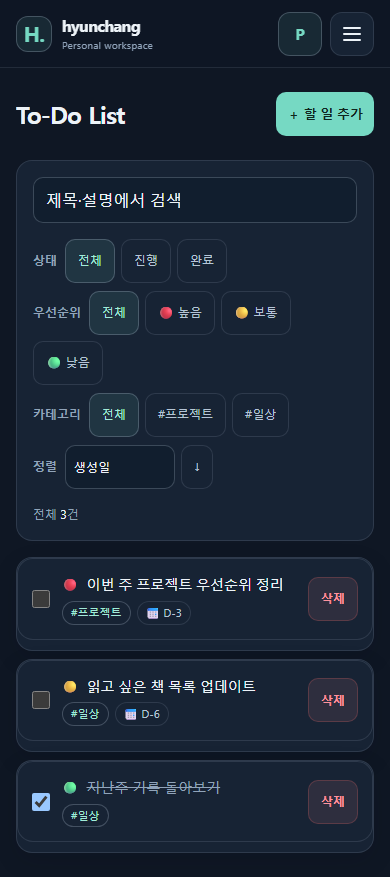 H.
hyunchang
Personal workspace
P
To-Do List
+ 할 일 추가
제목·설명에서 검색
상태 전체 진행 완료
우선순위 전체 높음 보통
낮음
카테고리 전체 #프로젝트 #일상
정렬 생성일 ↓
전체 3건
이번 주 프로젝트 우선순위 정리
#프로젝트 D-3
삭제
읽고 싶은 책 목록 업데이트
#일상 D-6
삭제
지난주 기록 돌아보기
#일상
삭제